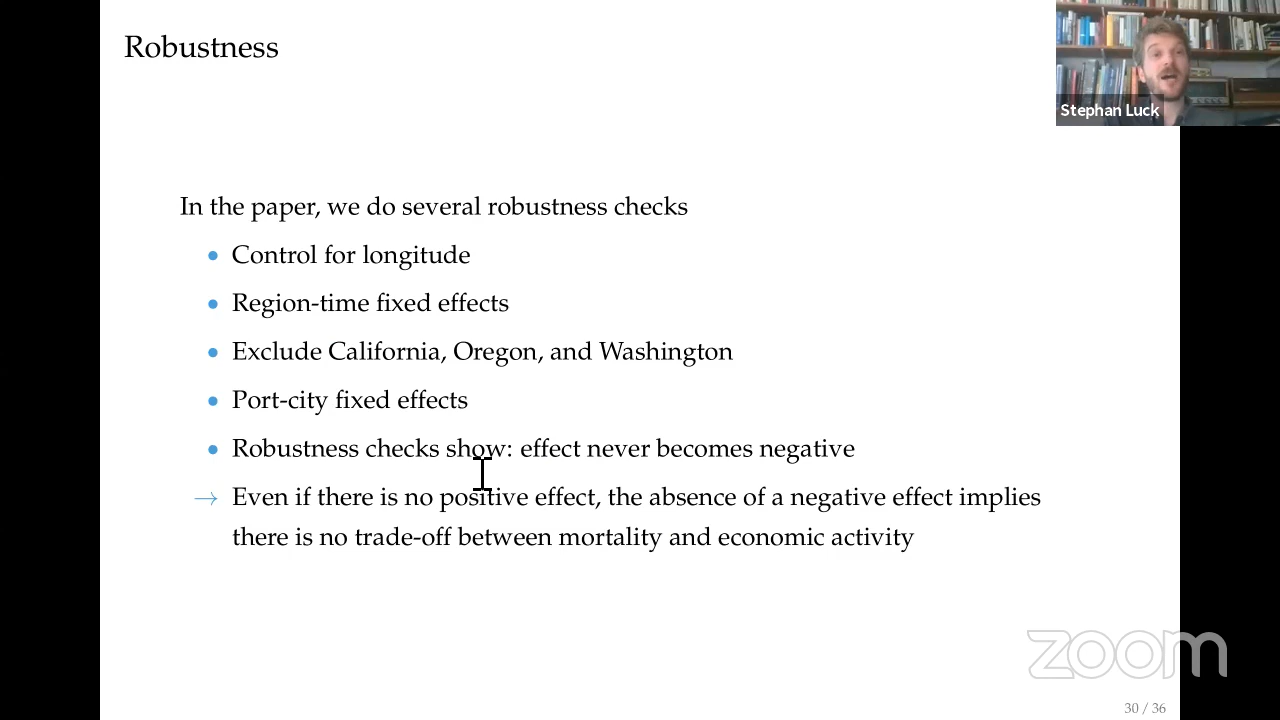 Robustness
Stephan Luck
In the paper, we do several robustness checks
• Control for longitude
• Region-time fixed effects
• Exclude California, Oregon, and Washington
• Port-city fixed effects
• Robustness checks show: effect never becomes negative
→ Even if there is no positive effect, the absence of a negative effect implies
there is no trade-off between mortality and economic activity
zoom
30 / 36